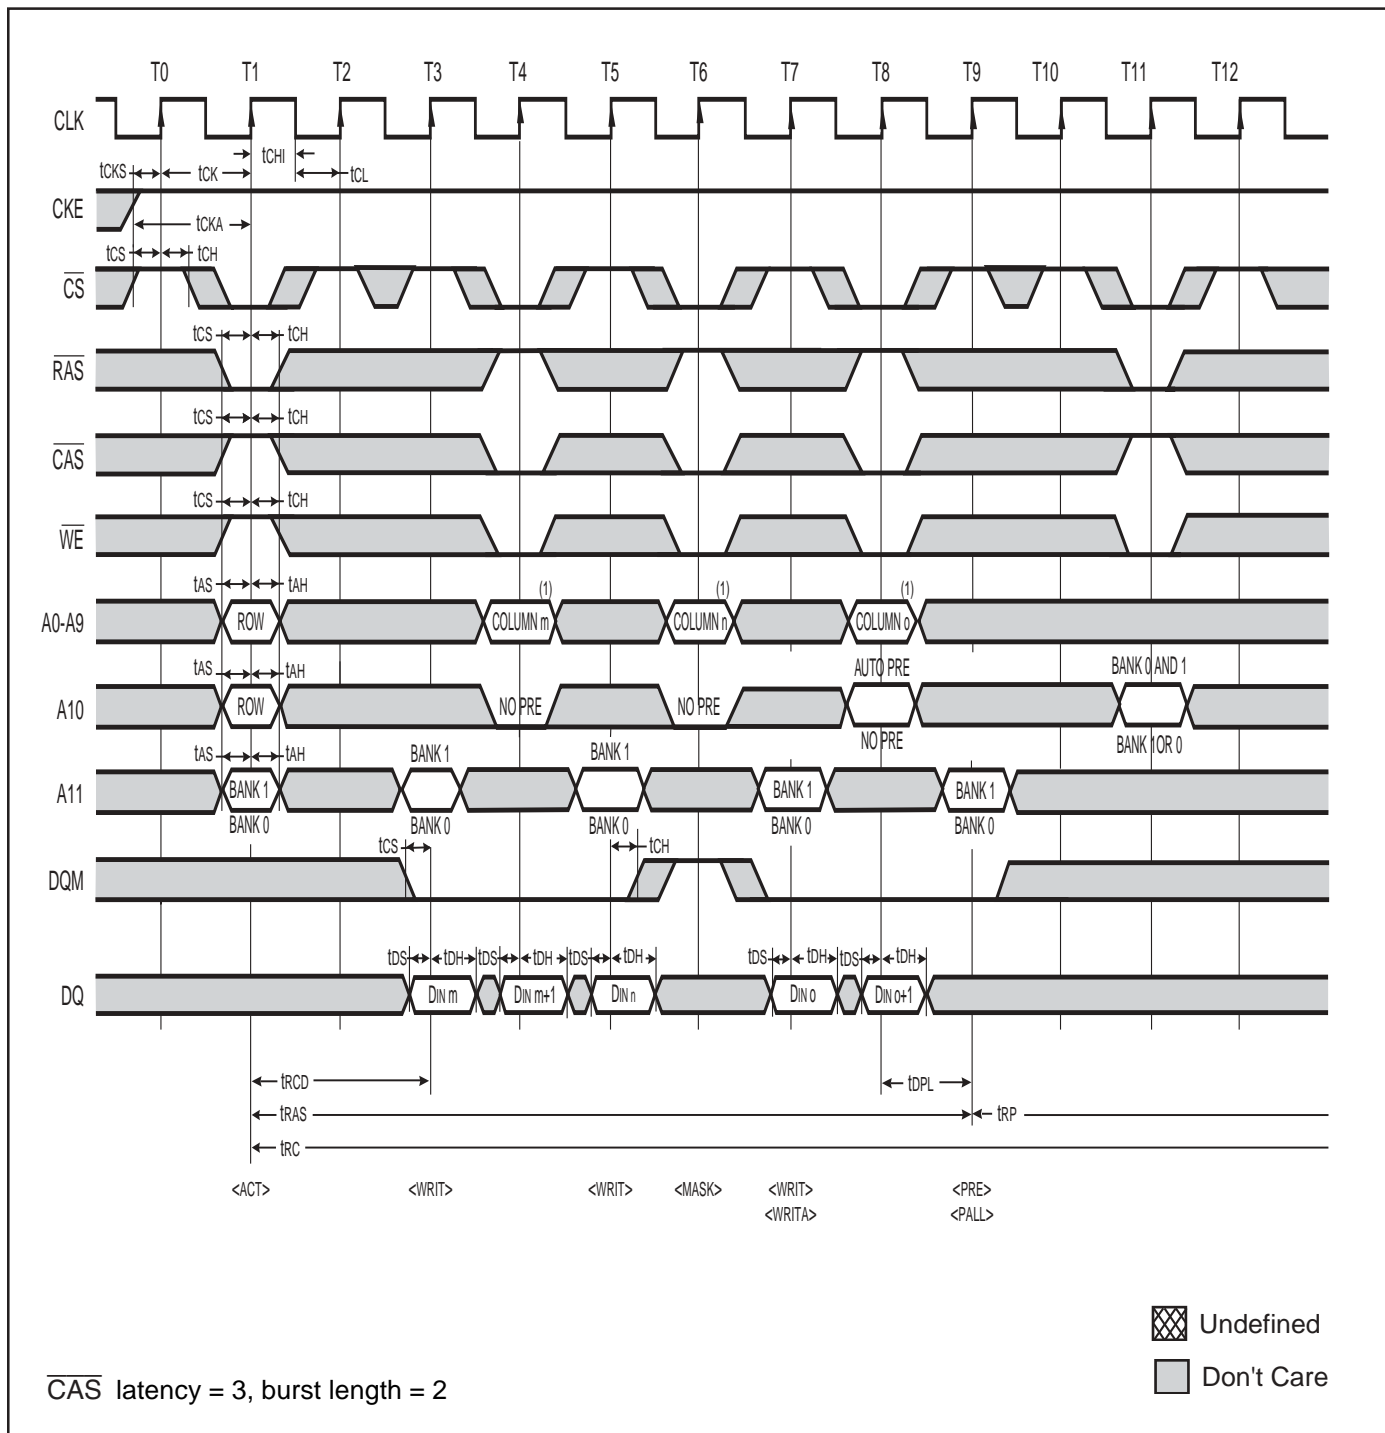 T0 T1 T2 T3 T4 T5 T6 T7 T8 T9 T10 T11 T12
CLK
tCHI
tCKS tCK tCL
CKE
tCKA
tCS tCH
CS
tCS tCH
RAS
tCS tCH
CAS
tCS tCH
WE
tAS tAH (1) (1) (1)
A0-A9 ROW COLUMN m COLUMN n COLUMN o
tAS tAH AUTO PRE BANK 0 AND 1
A10 ROW NO PRE NO PRE
NO PRE BANK 1 OR 0
tAS tAH BANK 1 BANK 1
A11 BANK 1 BANK 1 BANK 1
BANK 0 BANK 0 BANK 0 BANK 0 BANK 0
tCS tCH
DQM
tDS tDH tDS tDH tDS tDH tDS tDH tDS tDH
DQ DIN m DIN m+1 DIN n DIN o DIN o+1
tRCD tDPL
tRAS tRP
tRC
<ACT> <WRIT> <WRIT> <MASK> <WRIT> <PRE>
<WRITA> <PALL>
Undefined
Don't Care
CAS latency = 3, burst length = 2